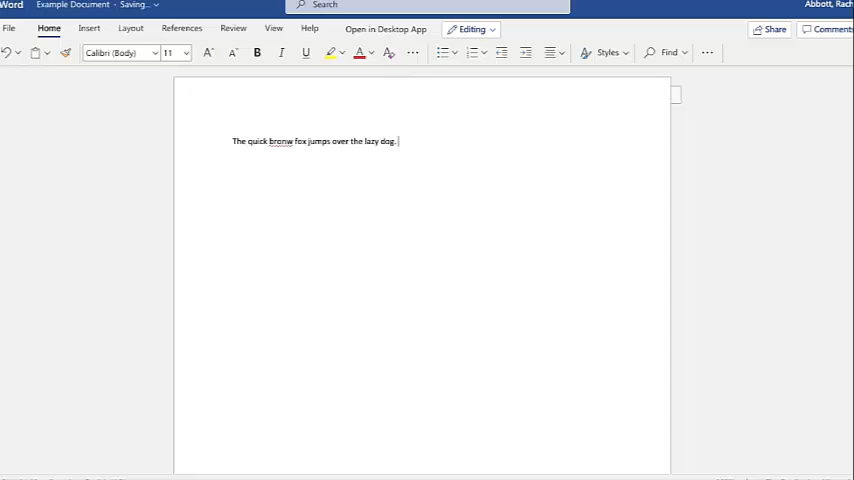 Word Example Document - Saving... Search Abbott, Rach
File Home Insert Layout References Review View Help Open in Desktop App Editing Share Comments
Calibri (Body) 11 A A B I U A A Styles Find
The quick bronw fox jumps over the lazy dog.